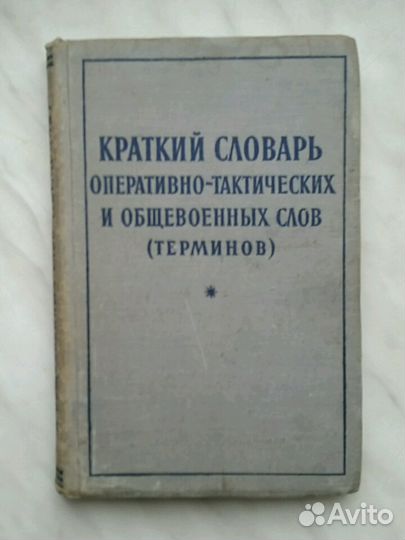 КРАТКИЙ СЛОВАРЬ
ОПЕРАТИВНО-ТАКТИЧЕСКИХ
И ОБЩЕВОЕННЫХ СЛОВ
(ТЕРМИНОВ)
*
Avito